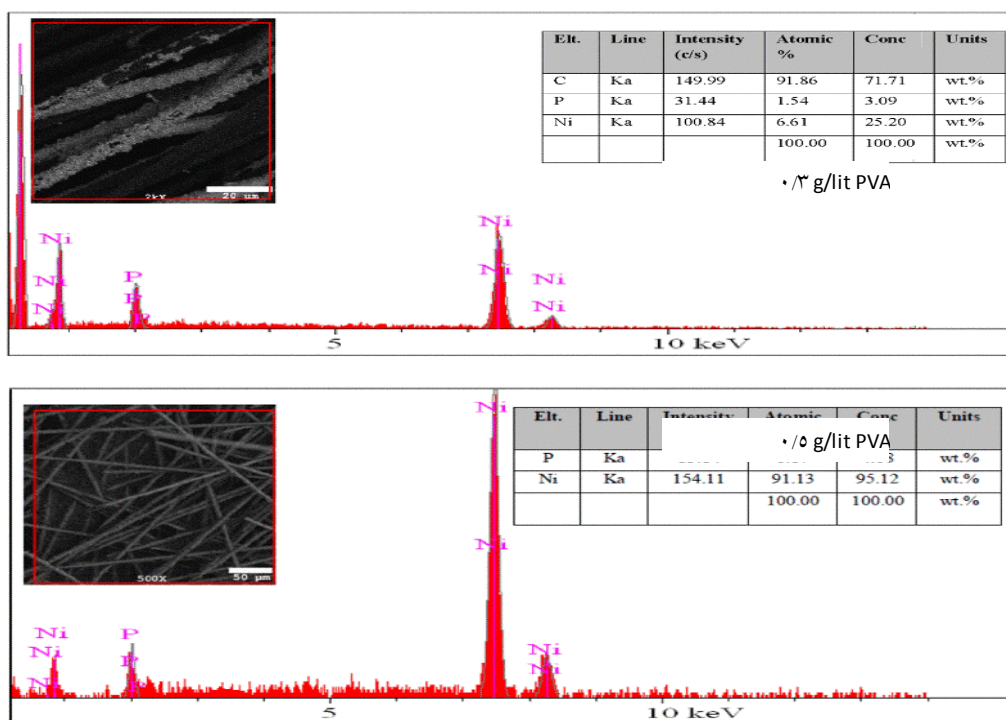 Elt. Line Intensity (c/s) Atomic % Conc Units
C Ka 149.99 91.86 71.71 wt.%
P Ka 31.44 1.54 3.09 wt.%
Ni Ka 100.84 6.61 25.20 wt.%
100.00 100.00 wt.%
۰/۳ g/lit PVA
20 µm
Ni
Ni
Ni
P
Ni
Ni
Ni
Ni
5 10 keV
Elt. Line Intensity Atomic Conc Units
۰/۵ g/lit PVA
P Ka wt.%
Ni Ka 154.11 91.13 95.12 wt.%
100.00 100.00 wt.%
500X 50 µm
Ni
Ni
Ni
Ni
Ni
P
Ni
Ni
5 10 keV